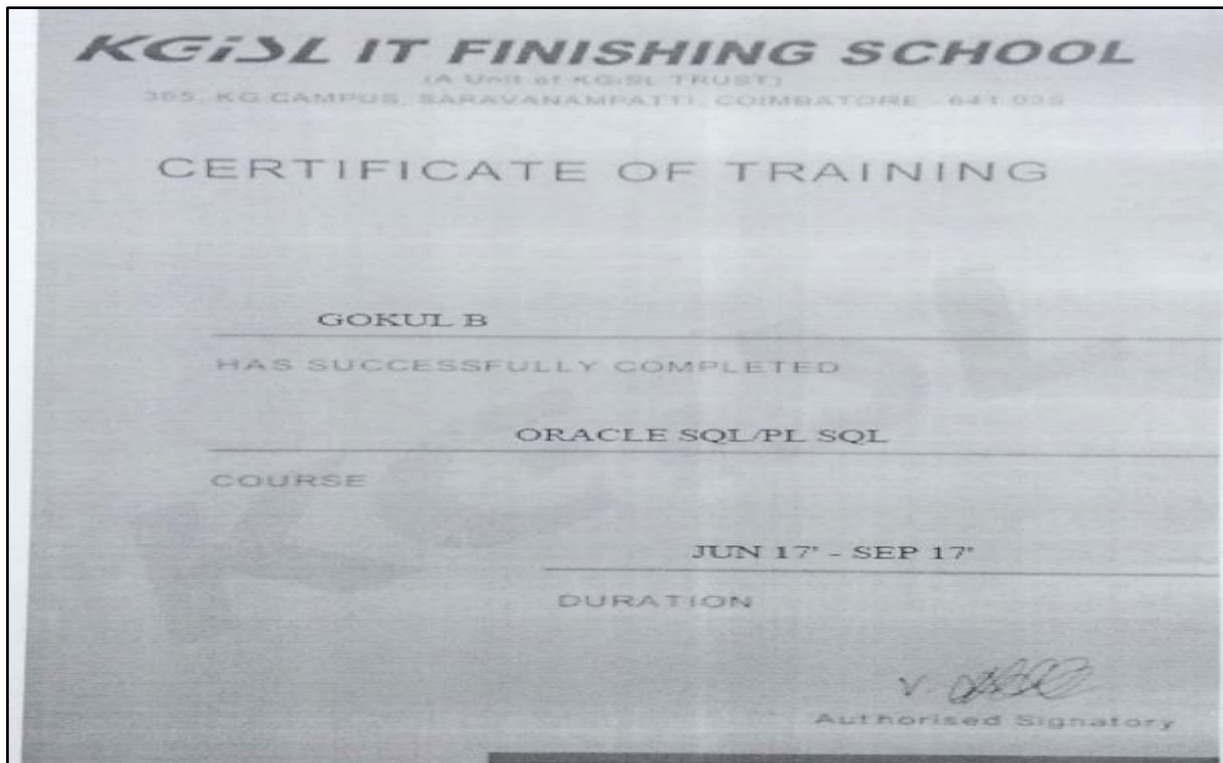 KGiSL IT FINISHING SCHOOL
(A Unit of KGiSL TRUST)
365, KG CAMPUS, SARAVANAMPATTI, COIMBATORE - 641 035
CERTIFICATE OF TRAINING
GOKUL B
HAS SUCCESSFULLY COMPLETED
ORACLE SQL/PL SQL
COURSE
JUN 17' - SEP 17'
DURATION
Authorised Signatory